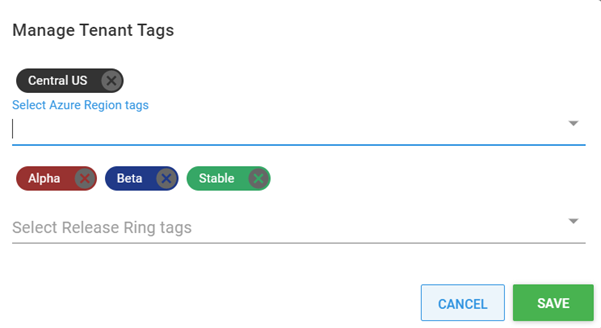 Manage Tenant Tags
Central US
Select Azure Region tags
Alpha Beta Stable
Select Release Ring tags
CANCEL SAVE